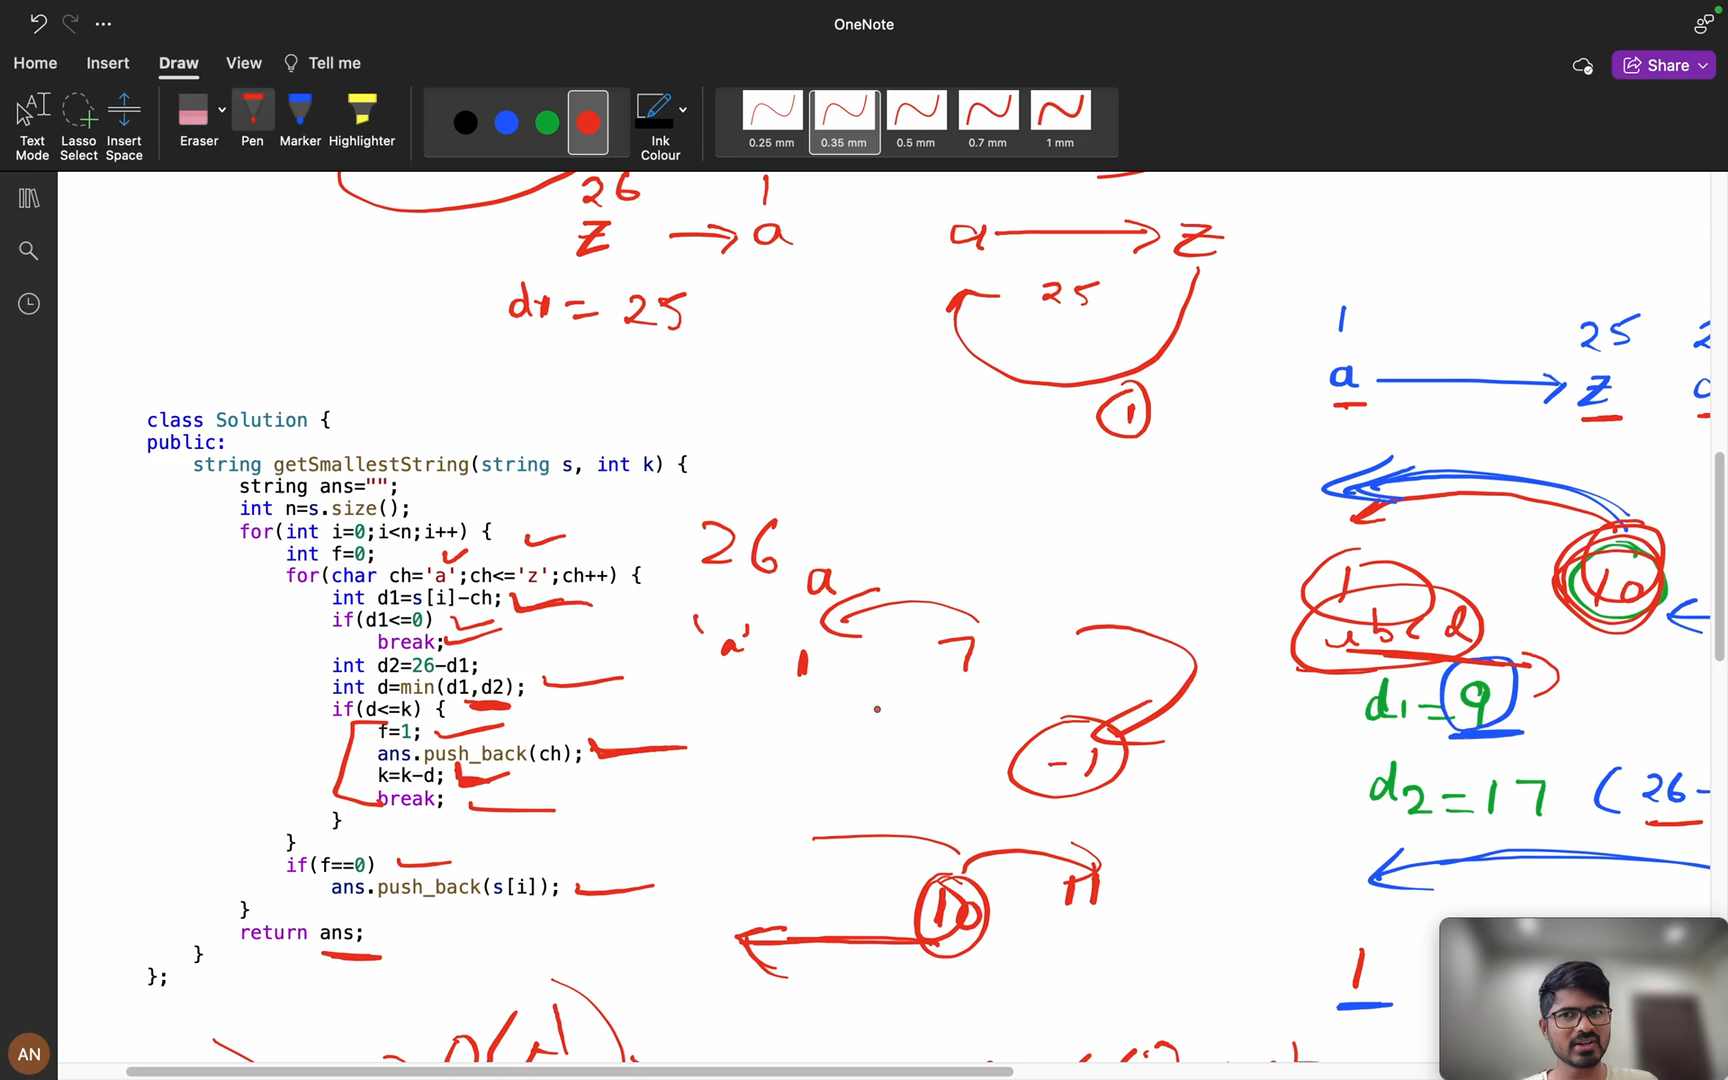 OneNote
Home Insert Draw View Tell me
Share
Text Mode
Lasso Select
Insert Space
Eraser
Pen
Marker
Highlighter
Ink Colour
0.25 mm
0.35 mm
0.5 mm
0.7 mm
1 mm
26 1
z → a a → z
d1 = 25
25
1
1 25
a → z
class Solution {
public:
string getSmallestString(string s, int k) {
string ans="";
int n=s.size();
for(int i=0;i<n;i++) {
int f=0;
for(char ch='a';ch<='z';ch++) {
int d1=s[i]-ch;
if(d1<=0)
break;
int d2=26-d1;
int d=min(d1,d2);
if(d<=k) {
f=1;
ans.push_back(ch);
k=k-d;
break;
}
}
if(f==0)
ans.push_back(s[i]);
}
return ans;
}
};
26
a
'a' 1 7
-1
10 11
10
1
d1 = 9
d2 = 17 (26-
1
AN